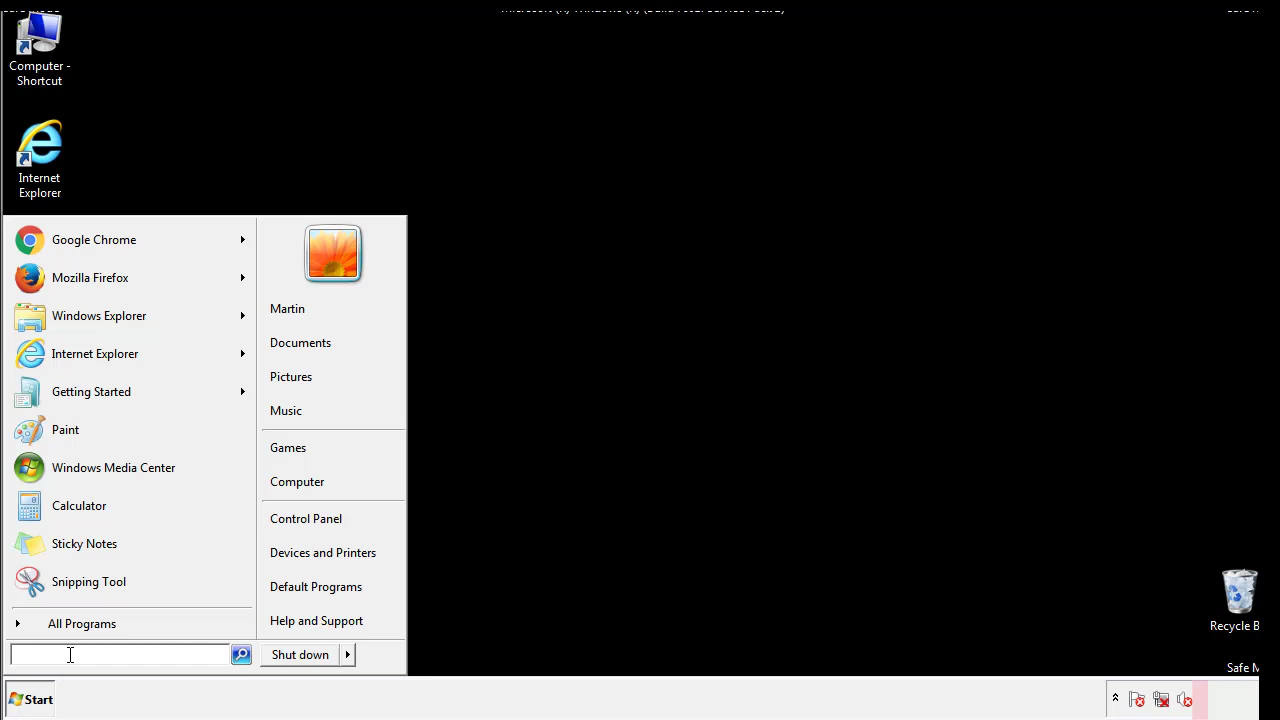 Computer -
Shortcut
Internet
Explorer
Google Chrome
Mozilla Firefox
Windows Explorer
Internet Explorer
Getting Started
Paint
Windows Media Center
Calculator
Sticky Notes
Snipping Tool
All Programs
Martin
Documents
Pictures
Music
Games
Computer
Control Panel
Devices and Printers
Default Programs
Help and Support
Shut down
Start
Recycle B
Safe M